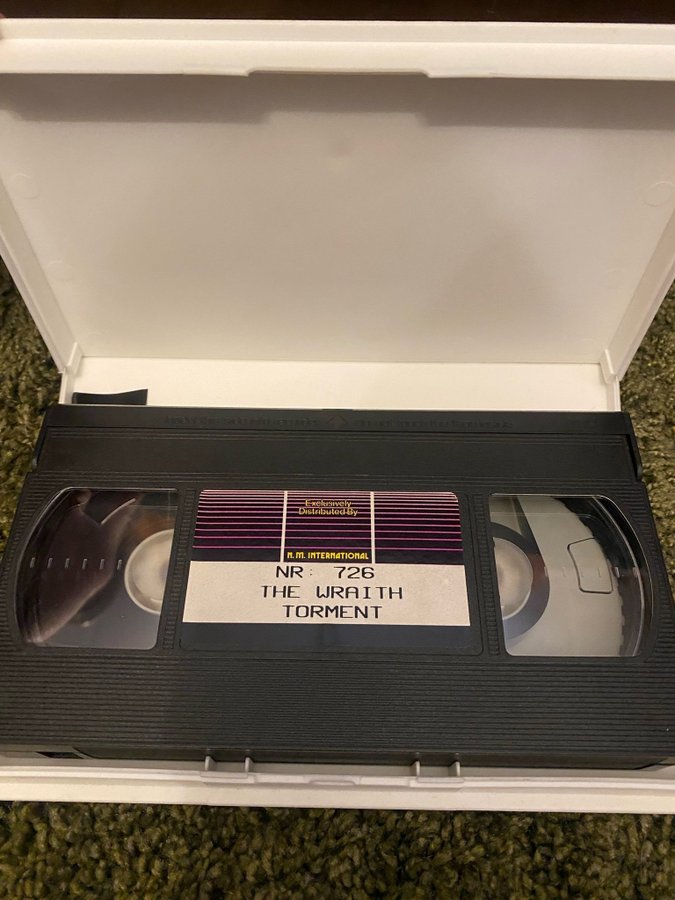 Exclusively
Distributed By
N. M. INTERNATIONAL
NR: 726
THE WRAITH
TORMENT